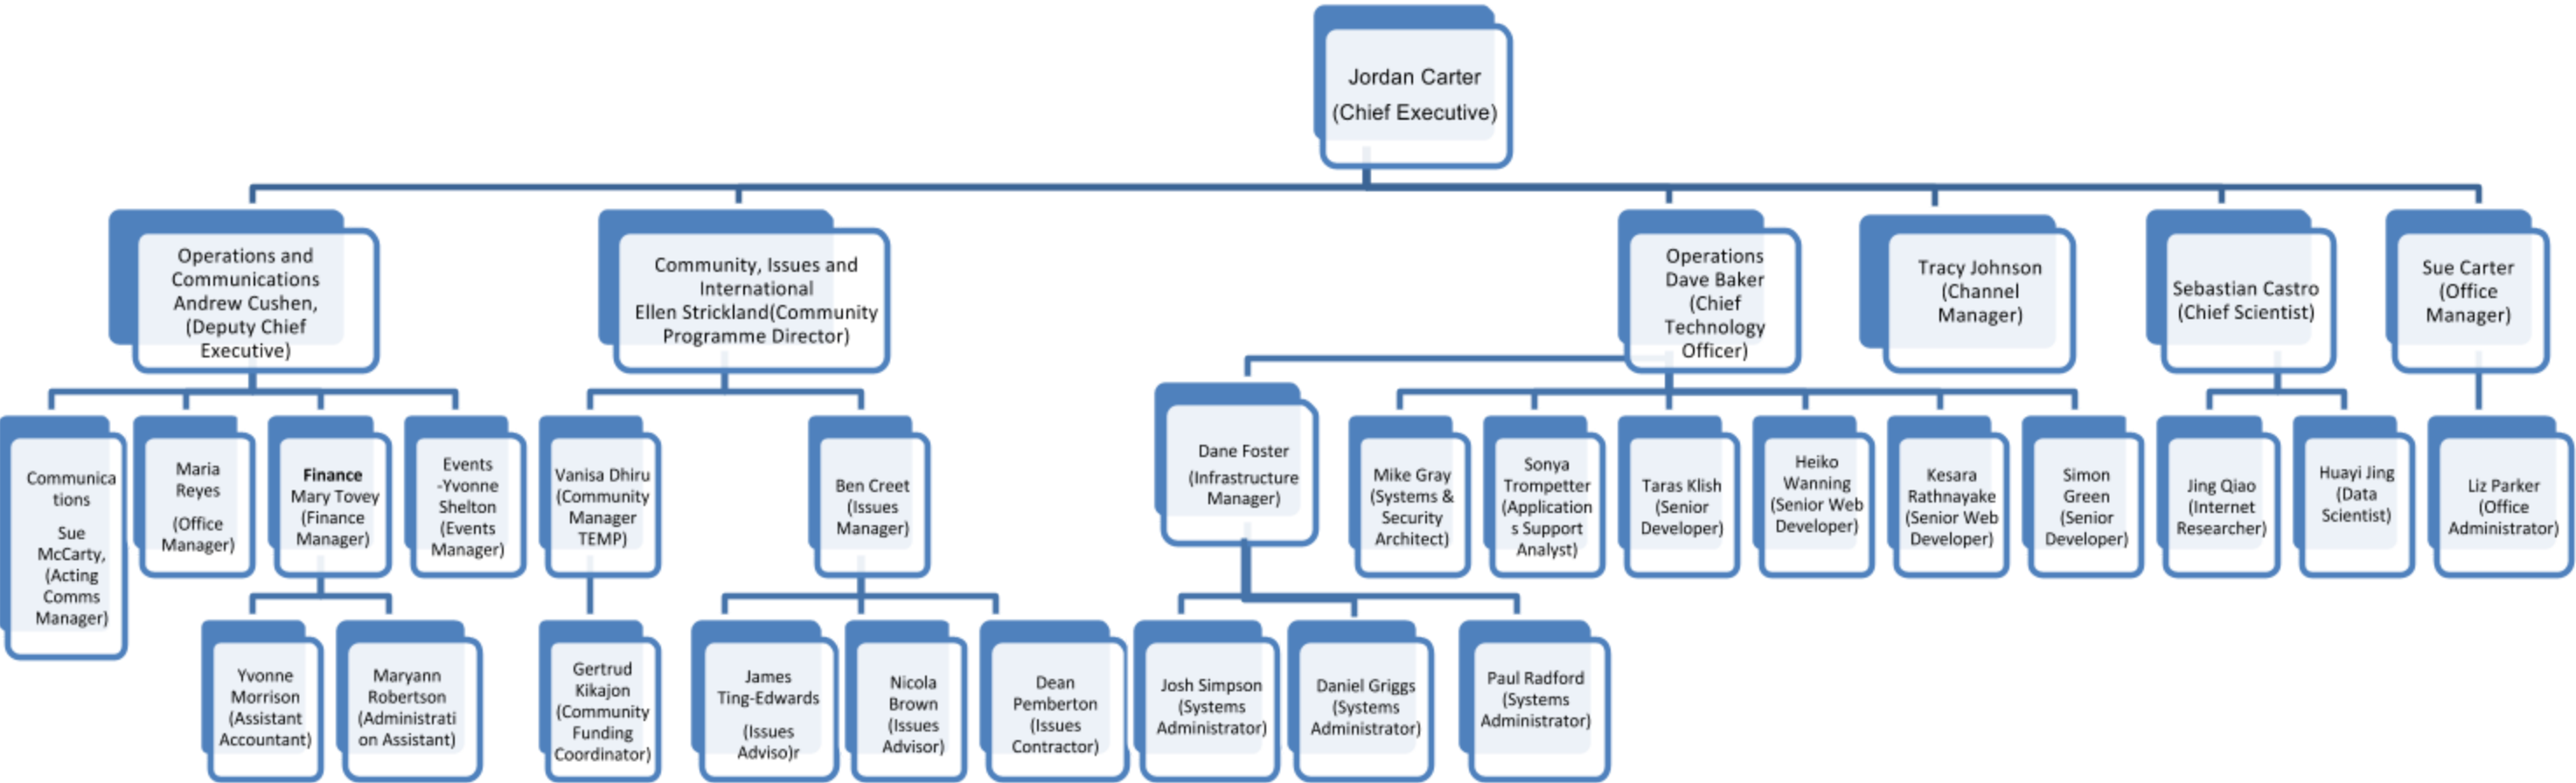 Jordan Carter
(Chief Executive)
Operations and
Communications
Andrew Cushen,
(Deputy Chief
Executive)
Community, Issues and
International
Ellen Strickland(Community
Programme Director)
Operations
Dave Baker
(Chief
Technology
Officer)
Tracy Johnson
(Channel
Manager)
Sebastian Castro
(Chief Scientist)
Sue Carter
(Office
Manager)
Communica
tions
Sue
McCarty,
(Acting
Comms
Manager)
Maria
Reyes
(Office
Manager)
Finance
Mary Tovey
(Finance
Manager)
Events
-Yvonne
Shelton
(Events
Manager)
Vanisa Dhiru
(Community
Manager
TEMP)
Ben Creet
(Issues
Manager)
Dane Foster
(Infrastructure
Manager)
Mike Gray
(Systems &
Security
Architect)
Sonya
Trompetter
(Application
s Support
Analyst)
Taras Klish
(Senior
Developer)
Heiko
Wanning
(Senior Web
Developer)
Kesara
Rathnayake
(Senior Web
Developer)
Simon
Green
(Senior
Developer)
Jing Qiao
(Internet
Researcher)
Huayi Jing
(Data
Scientist)
Liz Parker
(Office
Administrator)
Yvonne
Morrison
(Assistant
Accountant)
Maryann
Robertson
(Administrati
on Assistant)
Gertrud
Kikajon
(Community
Funding
Coordinator)
James
Ting-Edwards
(Issues
Adviso)r
Nicola
Brown
(Issues
Advisor)
Dean
Pemberton
(Issues
Contractor)
Josh Simpson
(Systems
Administrator)
Daniel Griggs
(Systems
Administrator)
Paul Radford
(Systems
Administrator)